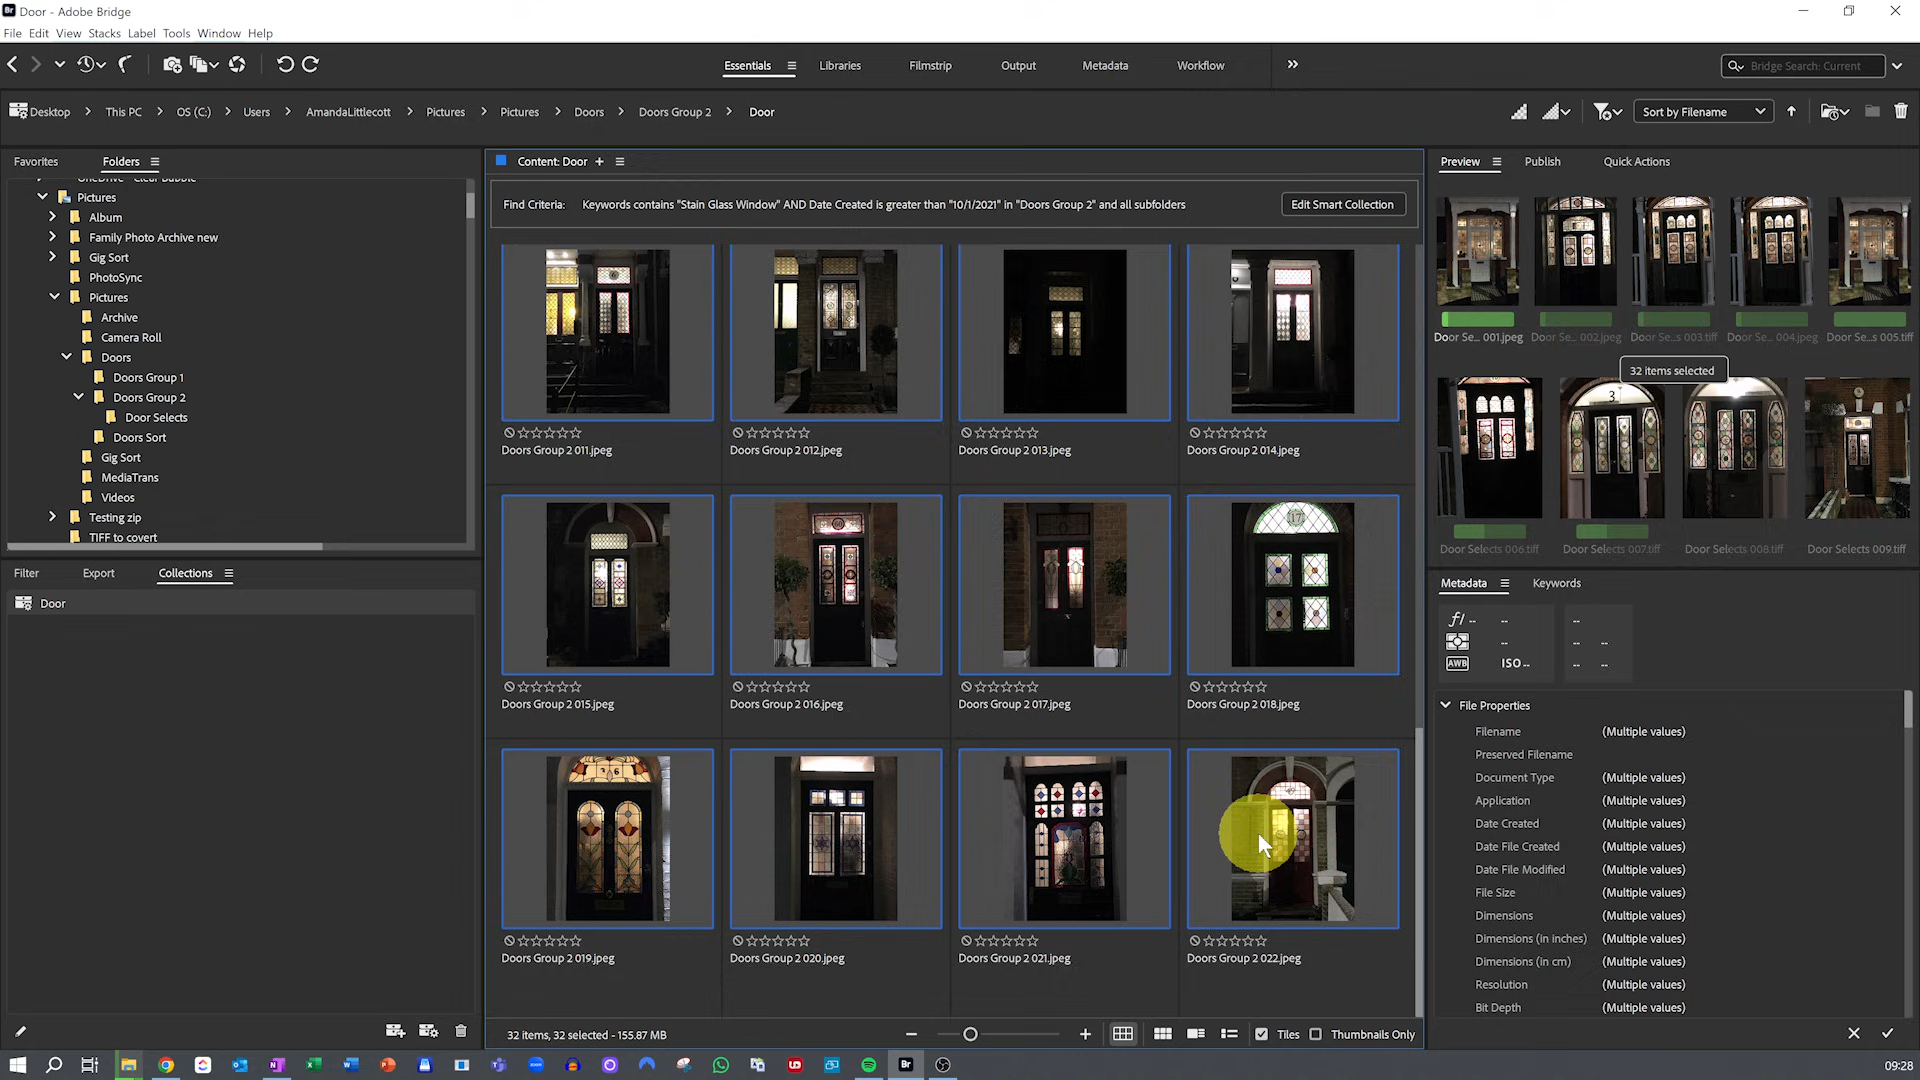 Br Door - Adobe Bridge
File Edit View Stacks Label Tools Window Help
Essentials Libraries Filmstrip Output Metadata Workflow
Bridge Search: Current
Desktop This PC OS (C:) Users AmandaLittlecott Pictures Pictures Doors Doors Group 2 Door
Sort by Filename
Favorites Folders
Pictures
Album
Family Photo Archive new
Gig Sort
PhotoSync
Pictures
Archive
Camera Roll
Doors
Doors Group 1
Doors Group 2
Door Selects
Doors Sort
Gig Sort
MediaTrans
Videos
Testing zip
TIFF to covert
Filter Export Collections
Door
Content: Door
Find Criteria: Keywords contains "Stain Glass Window" AND Date Created is greater than "10/1/2021" in "Doors Group 2" and all subfolders
Edit Smart Collection
Doors Group 2 011.jpeg
Doors Group 2 012.jpeg
Doors Group 2 013.jpeg
Doors Group 2 014.jpeg
Doors Group 2 015.jpeg
Doors Group 2 016.jpeg
Doors Group 2 017.jpeg
Doors Group 2 018.jpeg
Doors Group 2 019.jpeg
Doors Group 2 020.jpeg
Doors Group 2 021.jpeg
Doors Group 2 022.jpeg
32 items, 32 selected - 155.87 MB
Tiles Thumbnails Only
Preview Publish Quick Actions
Door Se... 001.jpeg Door Se... 002.jpeg Door Se...s 003.tiff Door Se... 004.jpeg Door Se...s 005.tiff
32 items selected
3
Door Selects 006.tiff Door Selects 007.tiff Door Selects 008.tiff Door Selects 009.tiff
Metadata Keywords
f/ -- -- --
-- -- --
AWB ISO -- -- --
File Properties
Filename (Multiple values)
Preserved Filename
Document Type (Multiple values)
Application (Multiple values)
Date Created (Multiple values)
Date File Created (Multiple values)
Date File Modified (Multiple values)
File Size (Multiple values)
Dimensions (Multiple values)
Dimensions (in inches) (Multiple values)
Dimensions (in cm) (Multiple values)
Resolution (Multiple values)
Bit Depth (Multiple values)
09:28